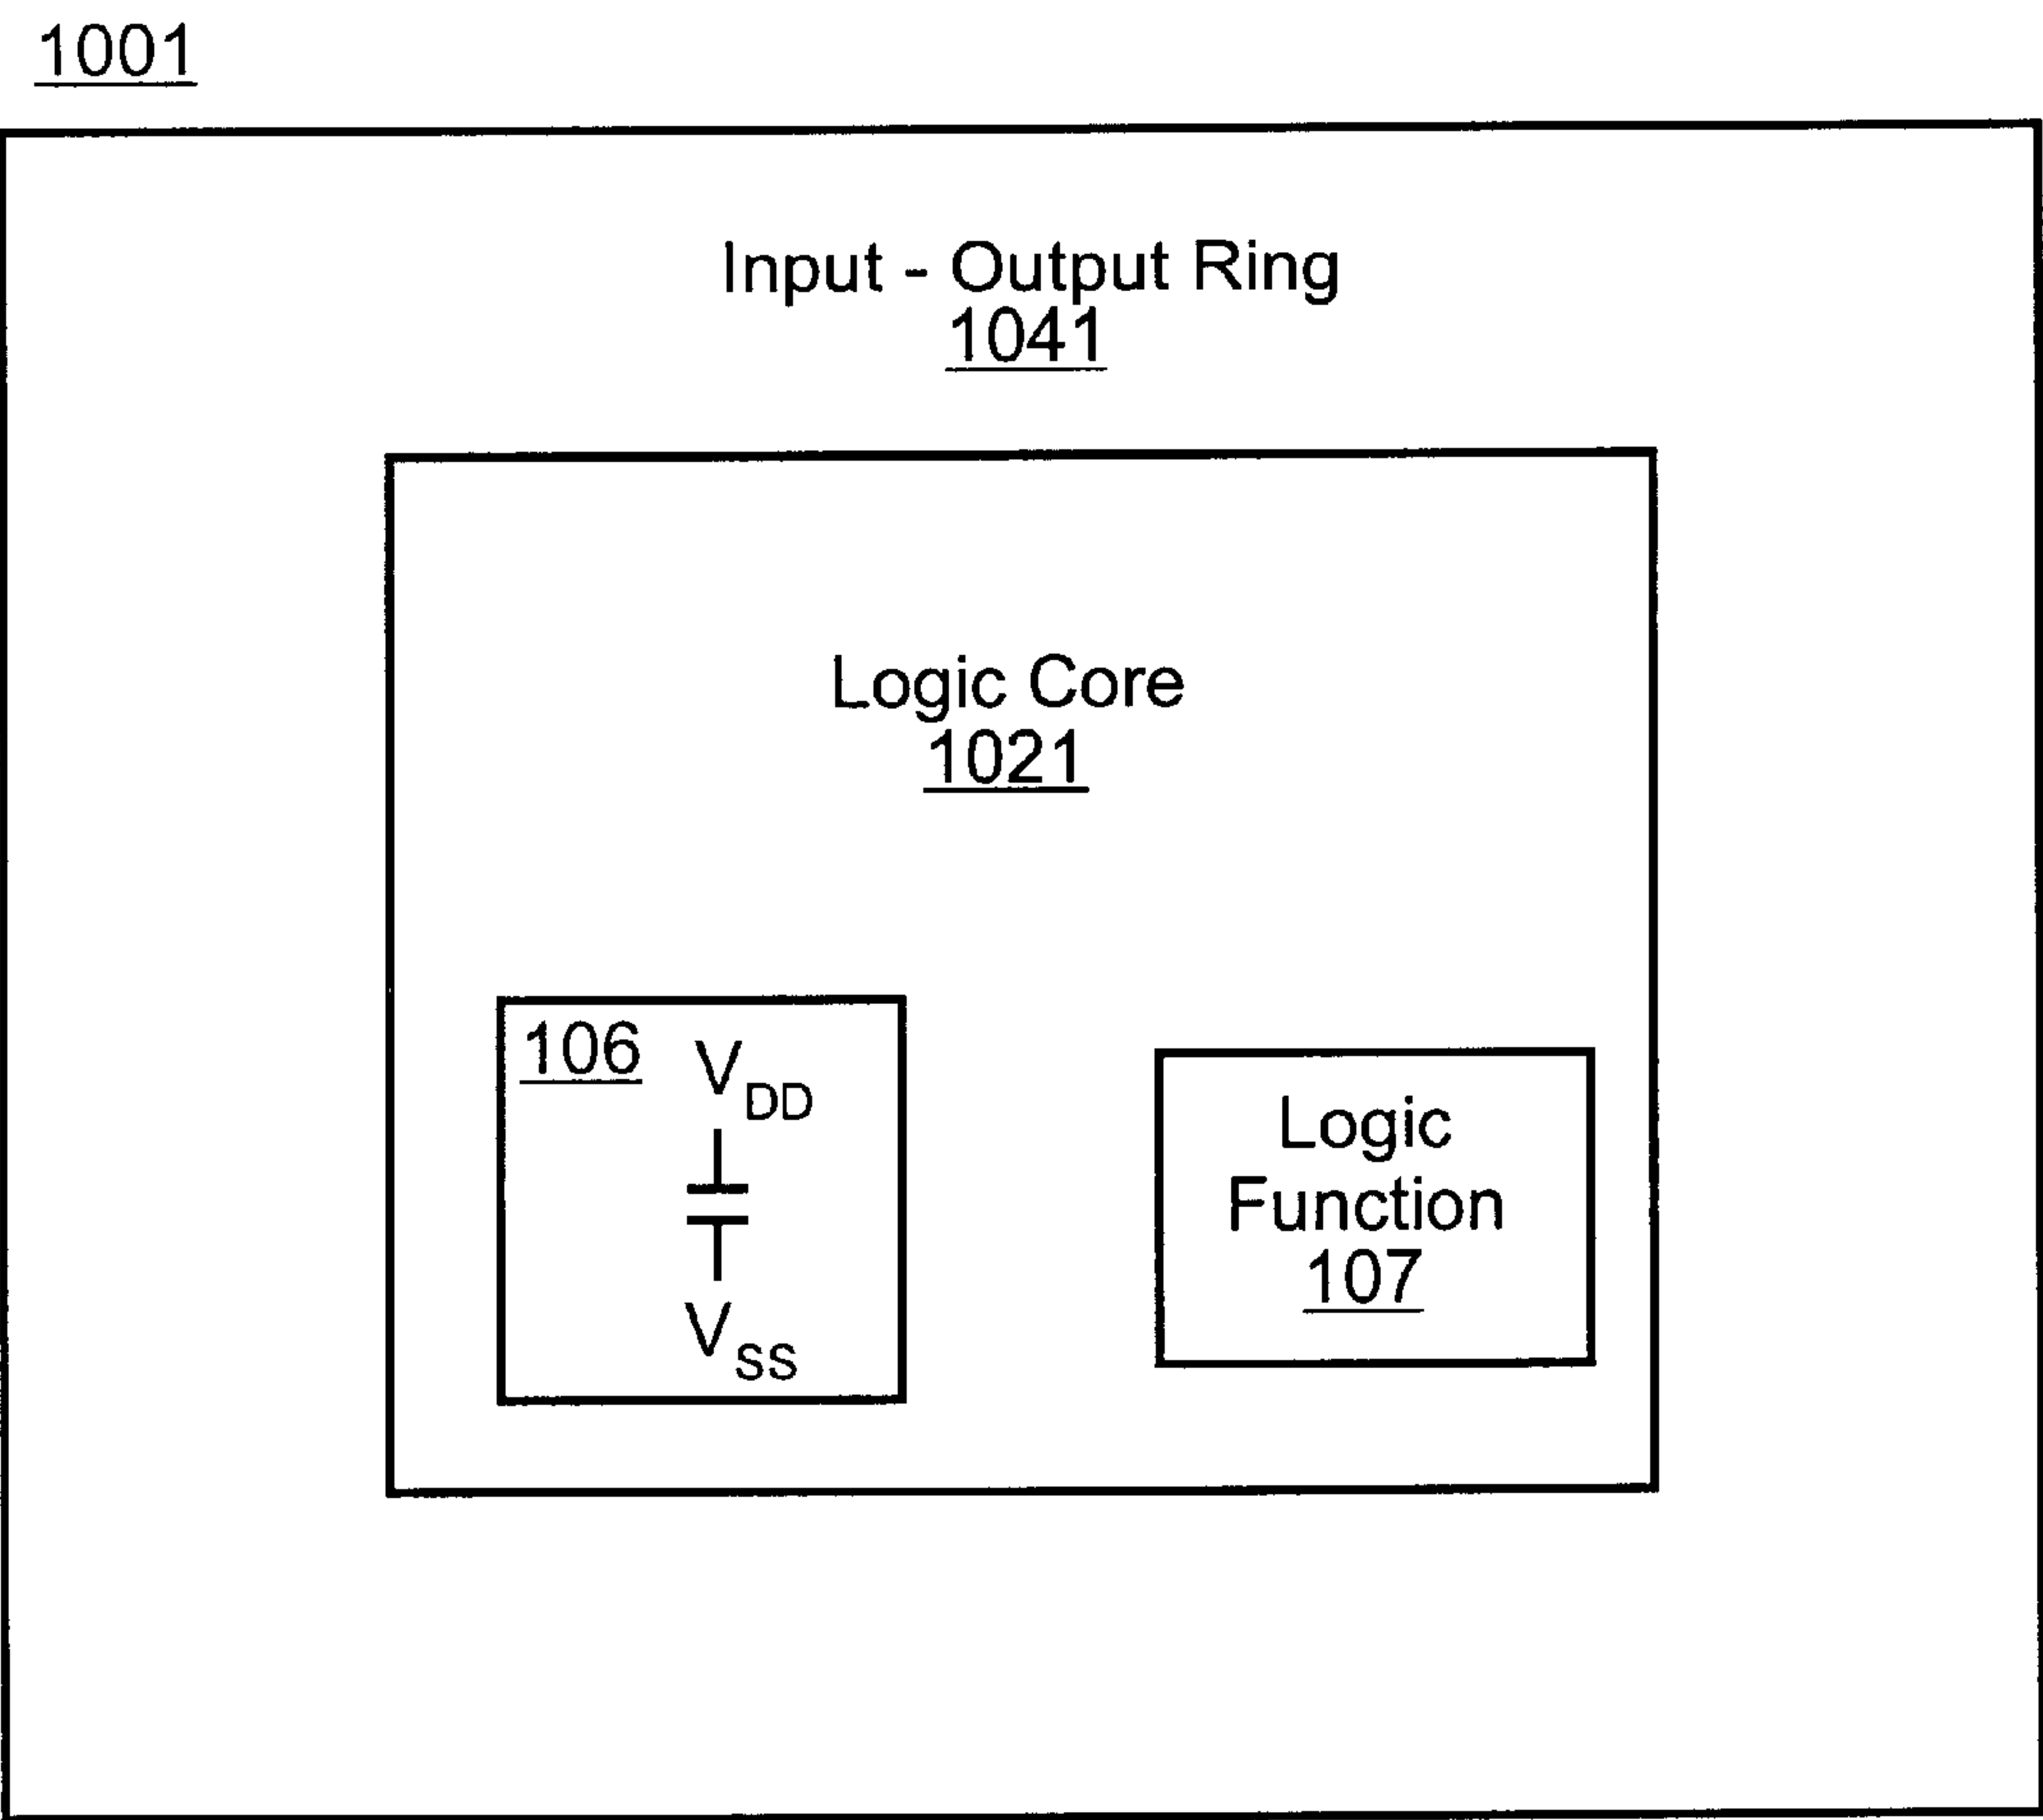 1001
Input - Output Ring
1041
Logic Core
1021
106
VDD
VSS
Logic
Function
107